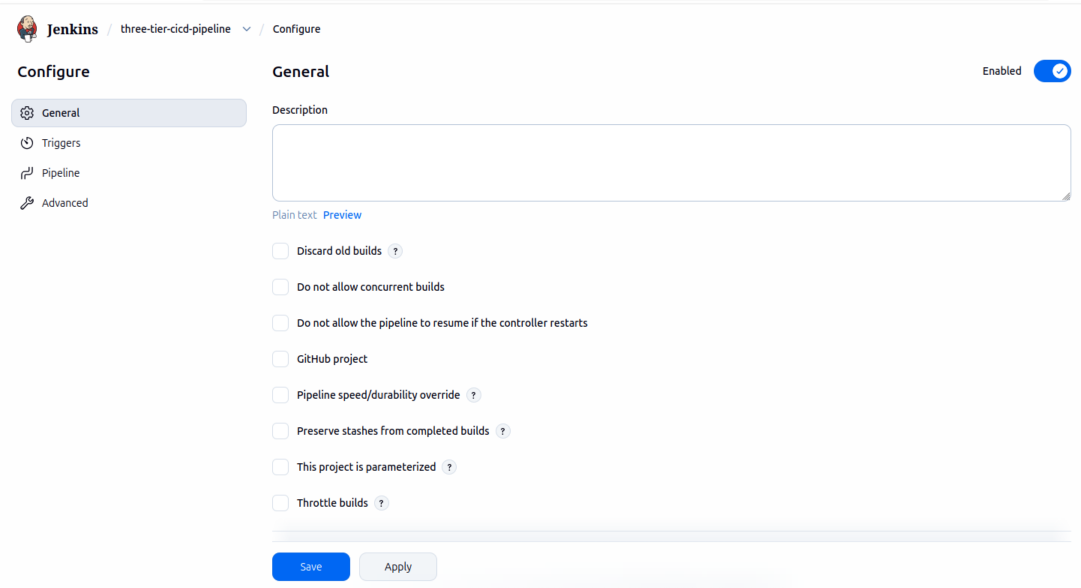 Jenkins / three-tier-cicd-pipeline / Configure
Configure
General
Triggers
Pipeline
Advanced
General
Enabled
Description
Plain text Preview
Discard old builds ?
Do not allow concurrent builds
Do not allow the pipeline to resume if the controller restarts
GitHub project
Pipeline speed/durability override ?
Preserve stashes from completed builds ?
This project is parameterized ?
Throttle builds ?
Save Apply